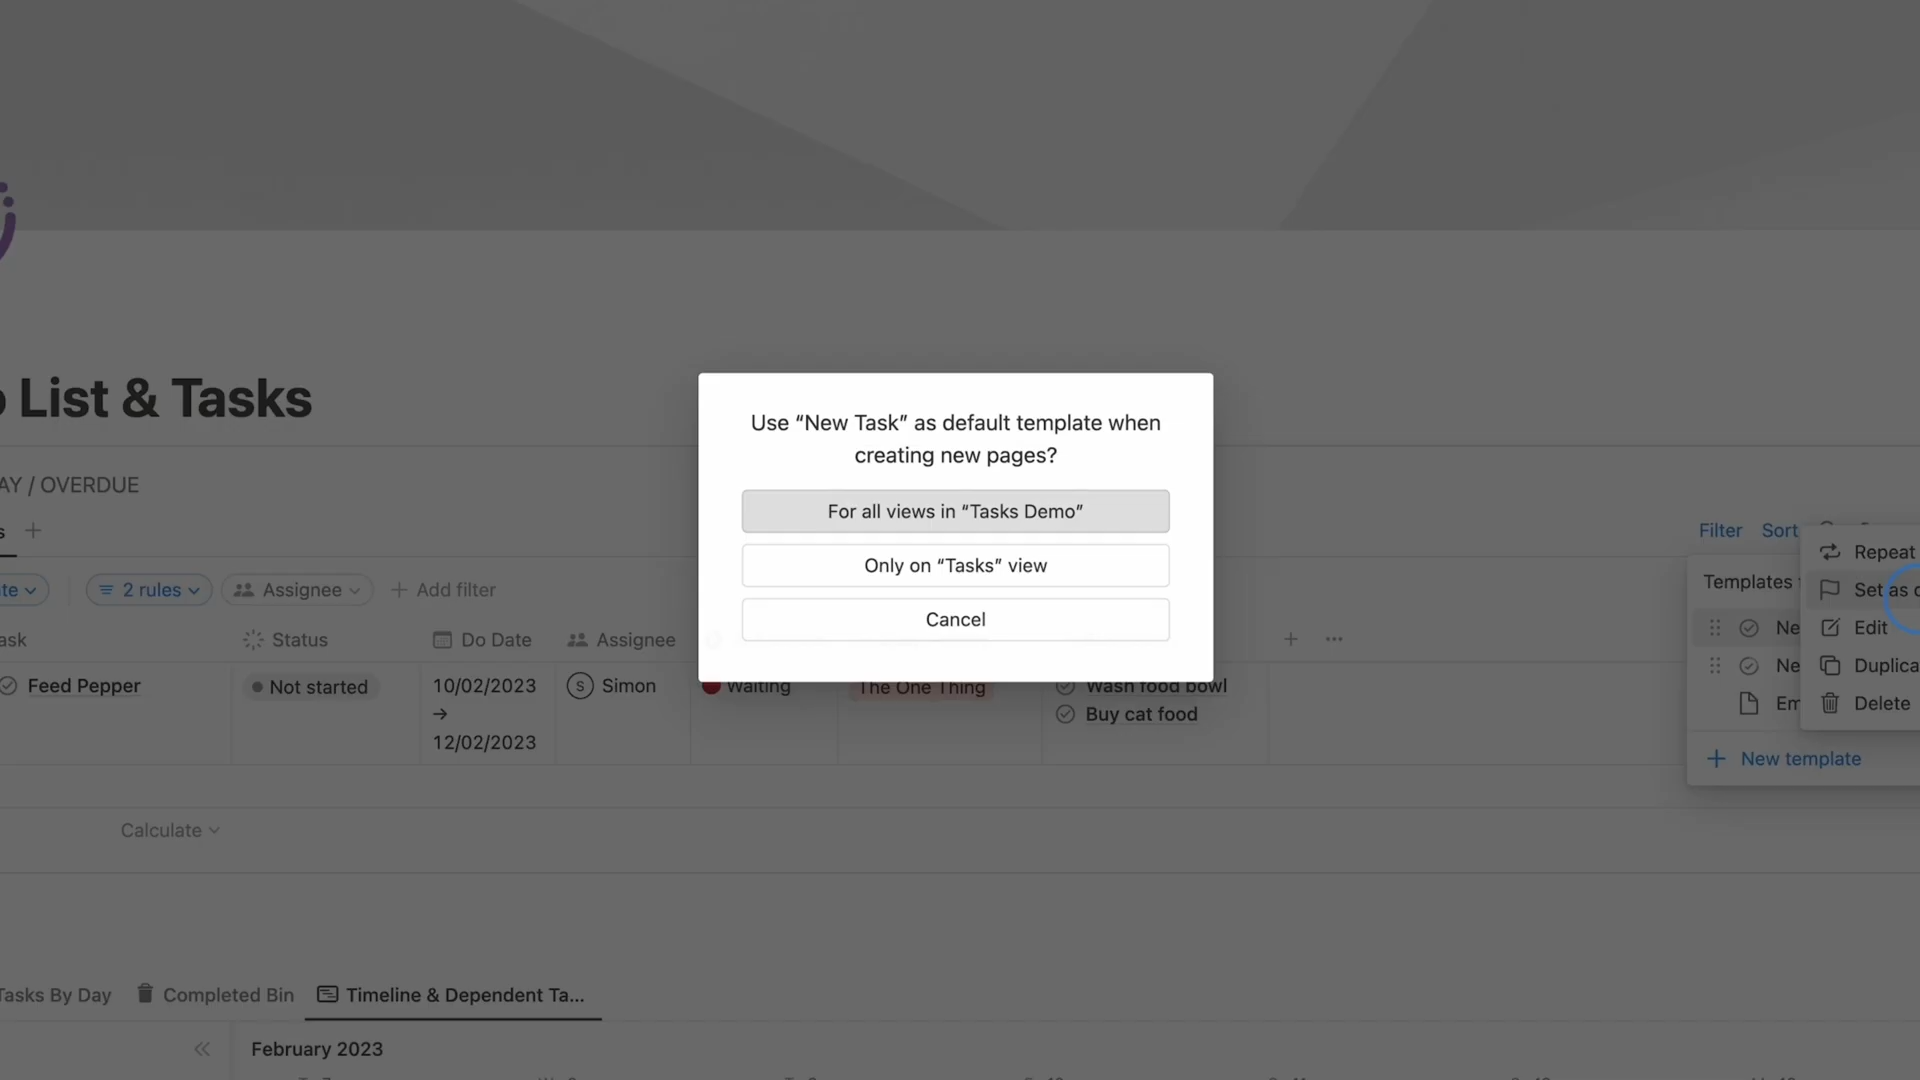 List & Tasks
/ OVERDUE
Use “New Task” as default template when
creating new pages?
For all views in “Tasks Demo”
Only on “Tasks” view
Cancel
Filter Sort
2 rules Assignee + Add filter
Status Do Date Assignee
Feed Pepper Not started 10/02/2023 → 12/02/2023 S Simon Waiting The One Thing Wash food bowl
Buy cat food
Repeat
Templates
Set as
Edit
Delete
+ New template
Calculate
Tasks By Day Completed Bin Timeline & Dependent Ta...
February 2023